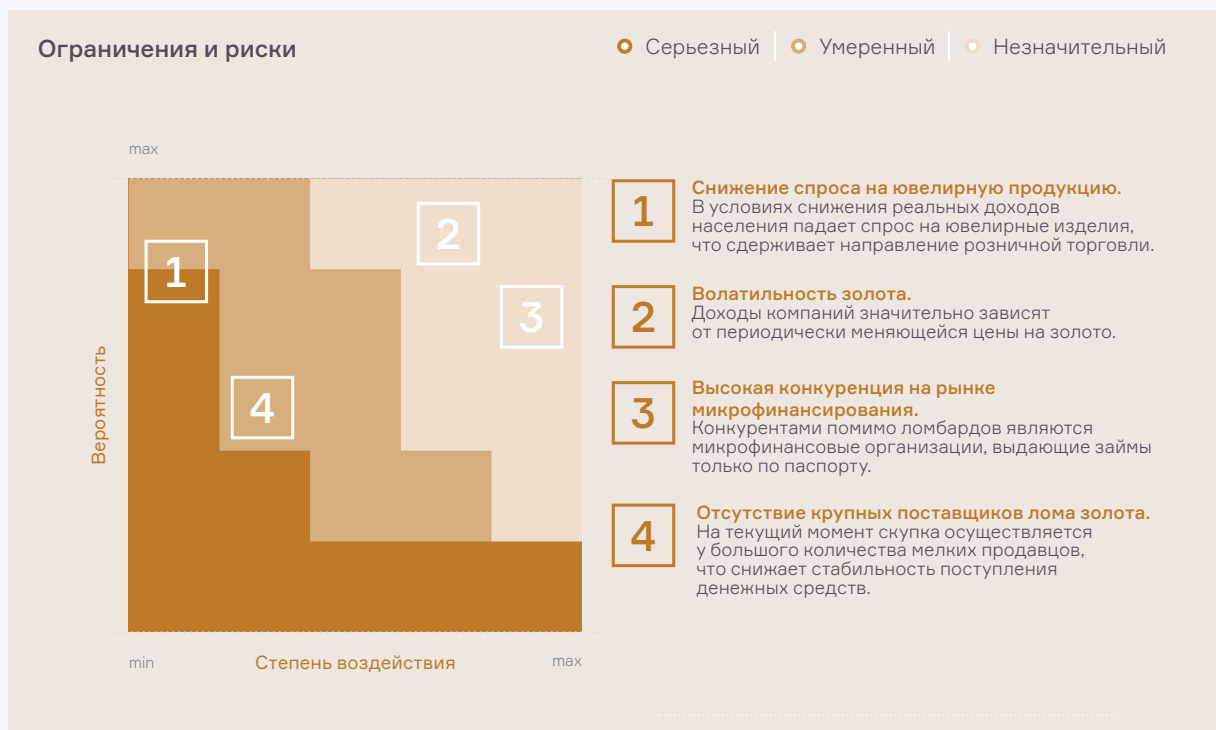 Ограничения и риски
Серьезный
Умеренный
Незначительный
max
1
2
3
4
Вероятность
min
Степень воздействия
max
1
Снижение спроса на ювелирную продукцию.
В условиях снижения реальных доходов
населения падает спрос на ювелирные изделия,
что сдерживает направление розничной торговли.
2
Волатильность золота.
Доходы компаний значительно зависят
от периодически меняющейся цены на золото.
3
Высокая конкуренция на рынке
микрофинансирования.
Конкурентами помимо ломбардов являются
микрофинансовые организации, выдающие займы
только по паспорту.
4
Отсутствие крупных поставщиков лома золота.
На текущий момент скупка осуществляется
у большого количества мелких продавцов,
что снижает стабильность поступления
денежных средств.